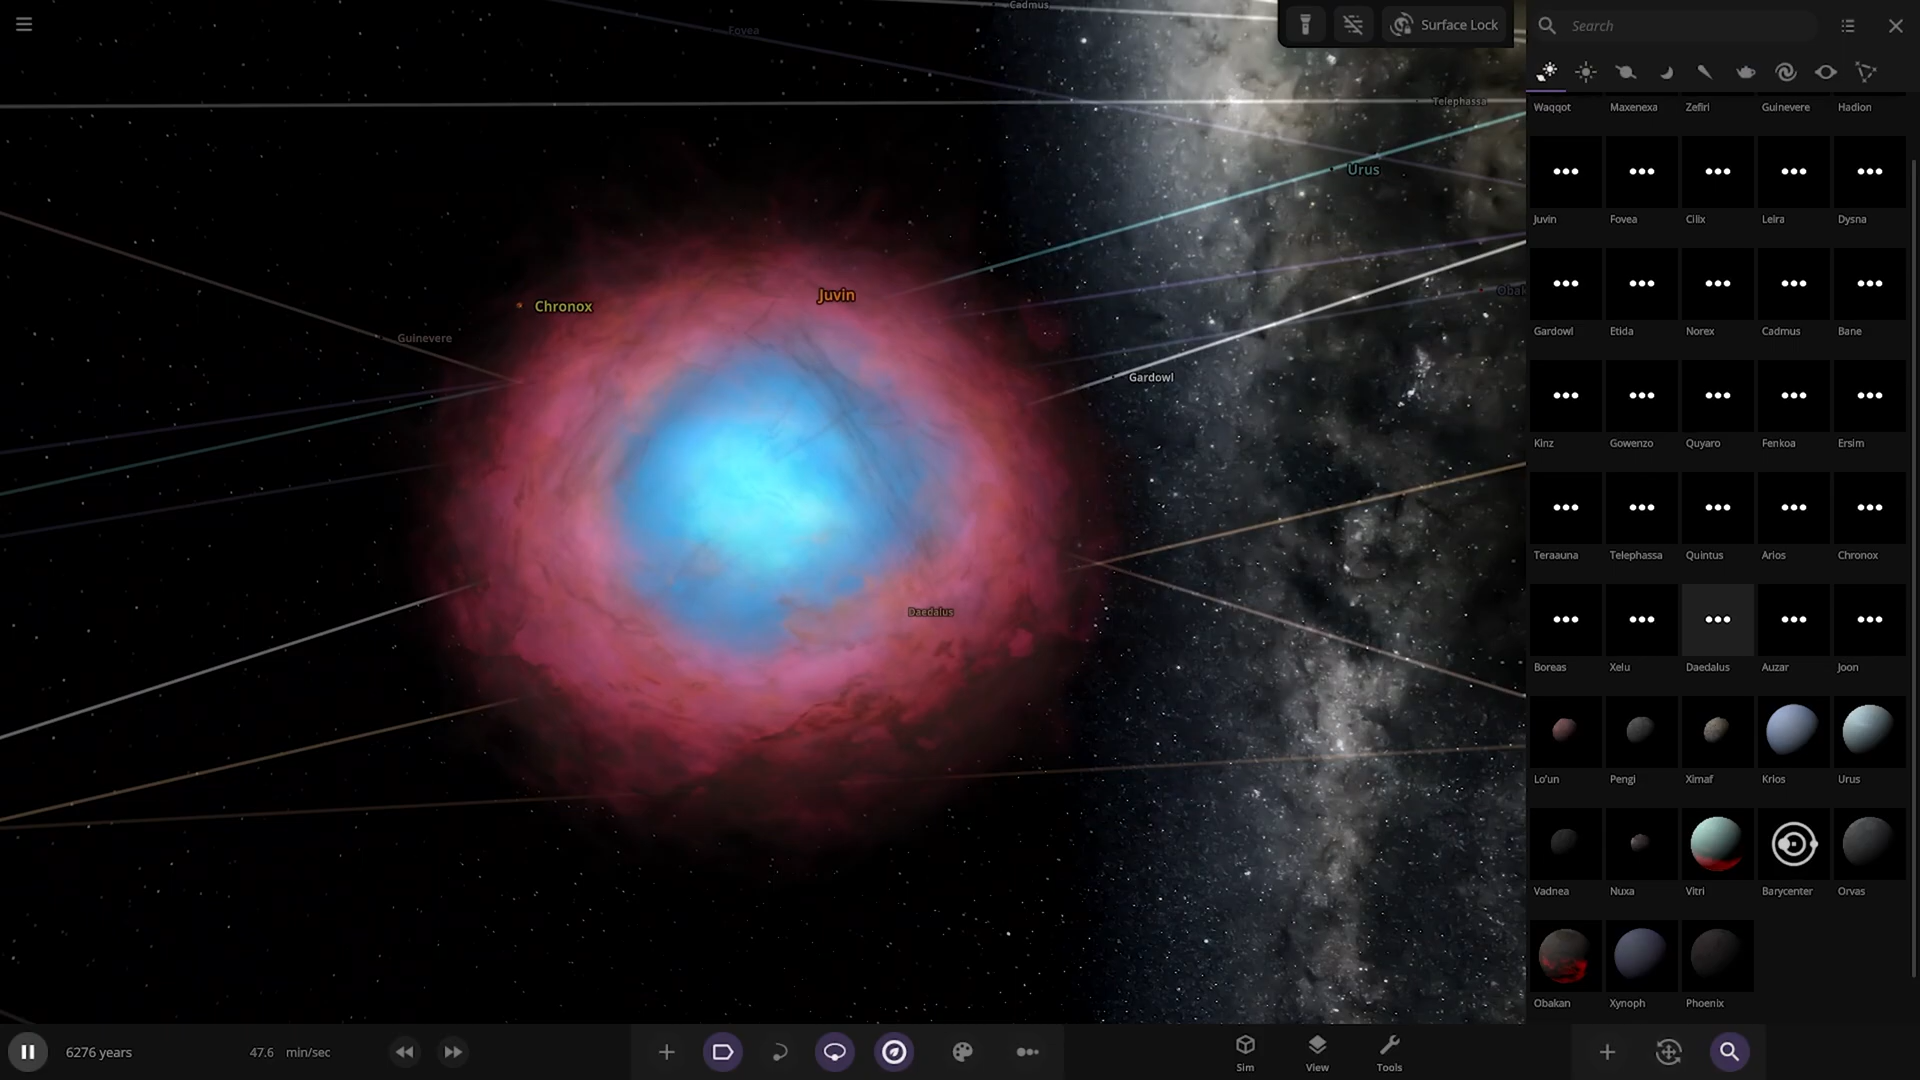 Cadmus
Fovea
Surface Lock
Search
Telephassa
Urus
Chronox
Juvin
Guinevere
Obak
Gardowl
Daedalus
Waqqot Maxenexa Zefiri Guinevere Hadion
Juvin Fovea Cilix Leira Dysna
Gardowl Etida Norex Cadmus Bane
Kinz Gowenzo Quyaro Fenkoa Ersim
Teraauna Telephassa Quintus Arios Chronox
Boreas Xelu Daedalus Auzar Joon
Lo'un Pengi Ximaf Krios Urus
Vadnea Nuxa Vitri Barycenter Orvas
Obakan Xynoph Phoenix
6276 years 47.6 min/sec
Sim View Tools